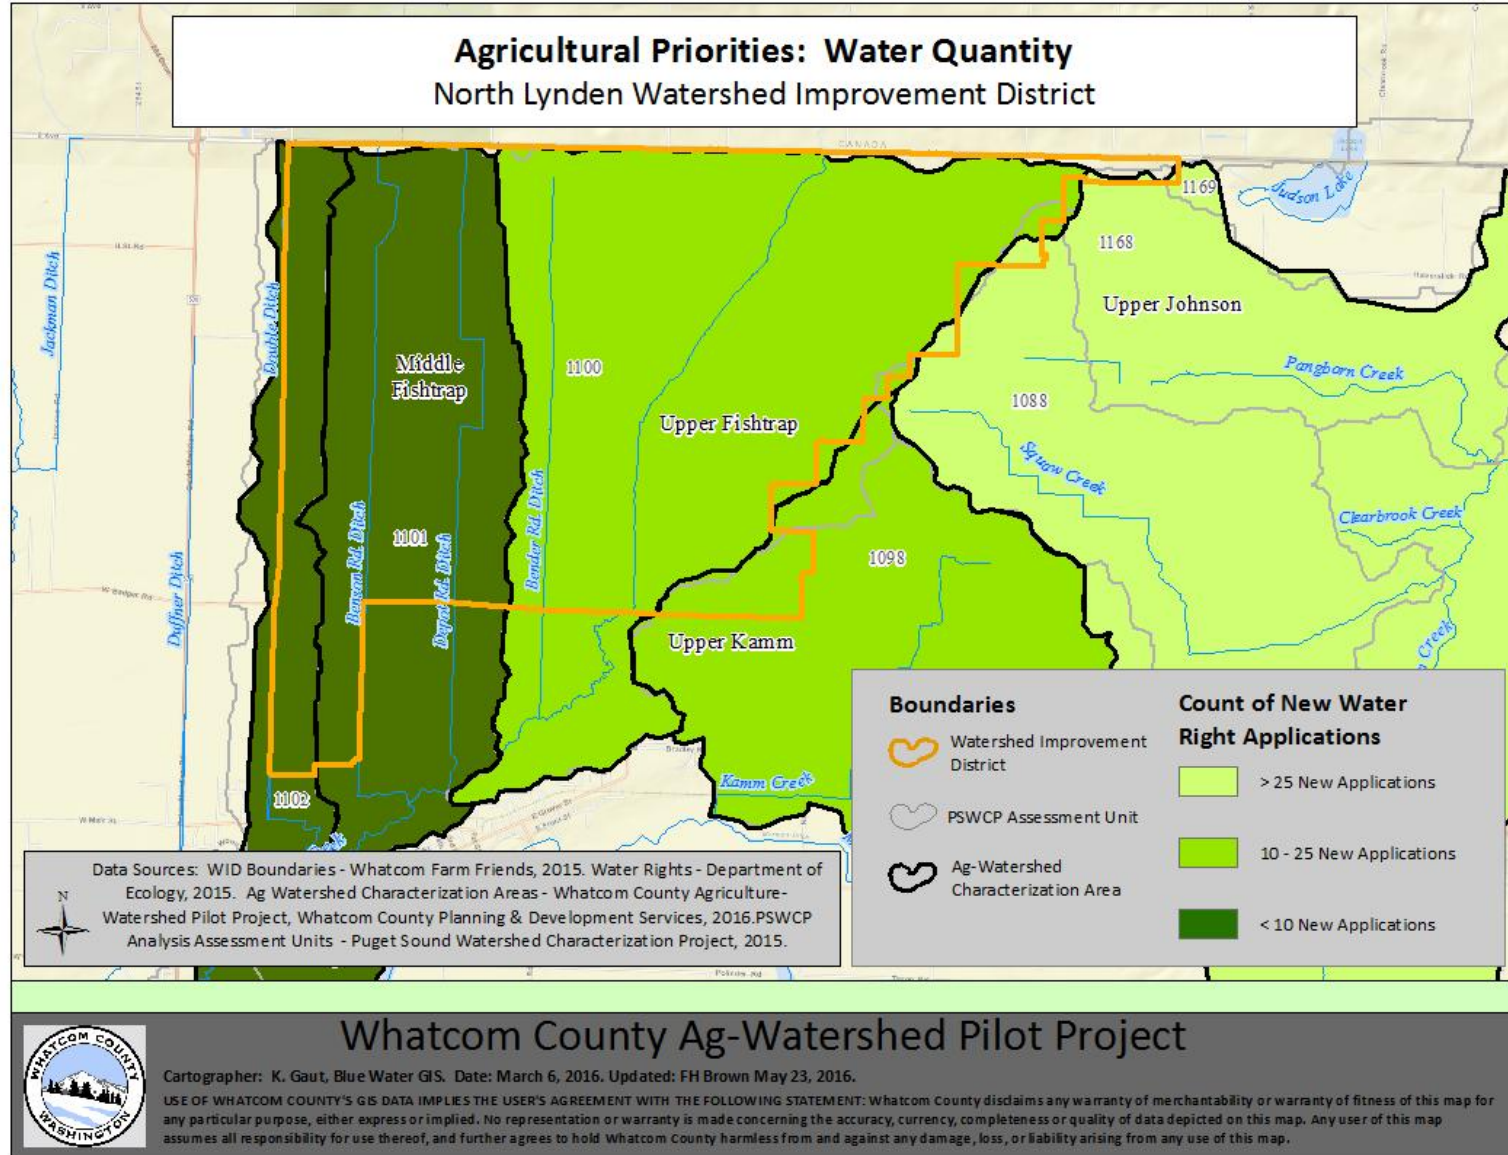 Agricultural Priorities: Water Quantity
North Lynden Watershed Improvement District
CANADA
Judson Lake
1169
1168
Upper Johnson
Jackman Ditch
Double Ditch
Middle
Fishtrap
1100
Pangborn Creek
1088
Upper Fishtrap
Squaw Creek
Clearbrook Creek
Benson Rd. Ditch
1101
Depot Rd. Ditch
Bender Rd. Ditch
1098
Duffner Ditch
W Badger Rd
Upper Kamm
Creek
Kamm Creek
1102
Boundaries
Watershed Improvement
District
PSWCP Assessment Unit
Ag-Watershed
Characterization Area
Count of New Water
Right Applications
> 25 New Applications
10 - 25 New Applications
< 10 New Applications
N
Data Sources: WID Boundaries - Whatcom Farm Friends, 2015. Water Rights - Department of
Ecology, 2015. Ag Watershed Characterization Areas - Whatcom County Agriculture-
Watershed Pilot Project, Whatcom County Planning & Development Services, 2016.PSWCP
Analysis Assessment Units - Puget Sound Watershed Characterization Project, 2015.
WHATCOM COUNTY
WASHINGTON
Whatcom County Ag-Watershed Pilot Project
Cartographer: K. Gaut, Blue Water GIS. Date: March 6, 2016. Updated: FH Brown May 23, 2016.
USE OF WHATCOM COUNTY'S GIS DATA IMPLIES THE USER'S AGREEMENT WITH THE FOLLOWING STATEMENT: Whatcom County disclaims any warranty of merchantability or warranty of fitness of this map for
any particular purpose, either express or implied. No representation or warranty is made concerning the accuracy, currency, completeness or quality of data depicted on this map. Any user of this map
assumes all responsibility for use thereof, and further agrees to hold Whatcom County harmless from and against any damage, loss, or liability arising from any use of this map.